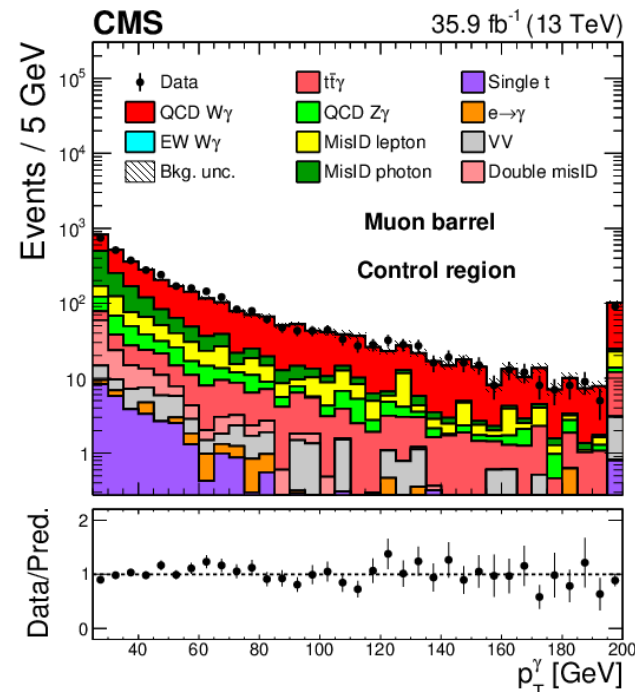 CMS 35.9 fb⁻¹ (13 TeV)
Events / 5 GeV
10⁵
10⁴
10³
10²
10
1
Data tt̄γ Single t
QCD Wγ QCD Zγ e→γ
EW Wγ MisID lepton VV
Bkg. unc. MisID photon Double misID
Muon barrel
Control region
Data/Pred.
2
1
0
40 60 80 100 120 140 160 180 200
p_T^γ [GeV]